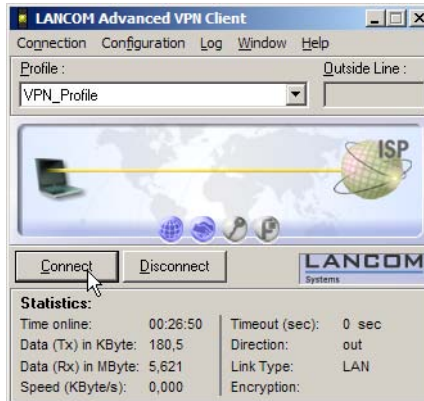 LANCOM Advanced VPN Client
Connection Configuration Log Window Help
Profile : Outside Line :
VPN_Profile
ISP
Connect Disconnect LANCOM
Systems
Statistics:
Time online: 00:26:50 Timeout (sec): 0 sec
Data (Tx) in KByte: 180,5 Direction: out
Data (Rx) in MByte: 5,621 Link Type: LAN
Speed (KByte/s): 0,000 Encryption: